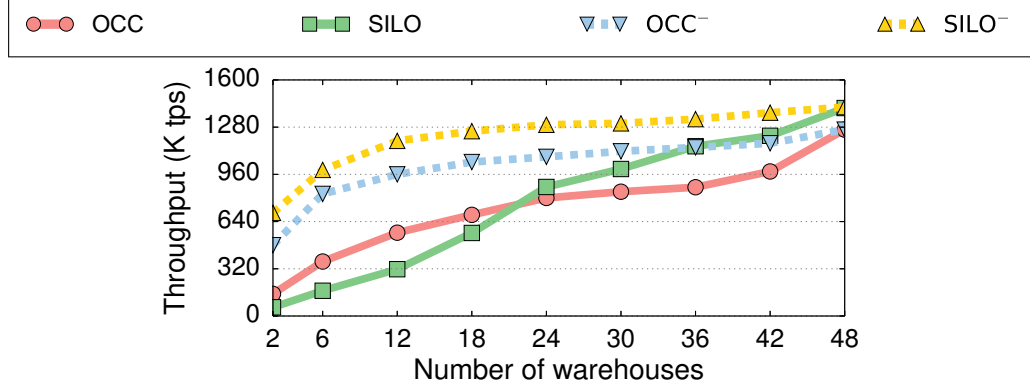 OCC SILO OCC⁻ SILO⁻
Throughput (K tps)
1600
1280
960
640
320
0
2 6 12 18 24 30 36 42 48
Number of warehouses